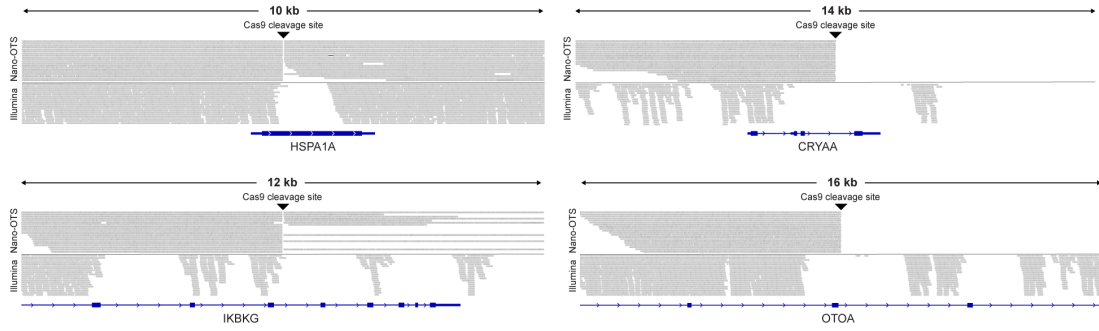 10 kb
Cas9 cleavage site
Nano-OTS
Illumina
HSPA1A
14 kb
Cas9 cleavage site
Nano-OTS
Illumina
CRYAA
12 kb
Cas9 cleavage site
Nano-OTS
Illumina
IKBKG
16 kb
Cas9 cleavage site
Nano-OTS
Illumina
OTOA